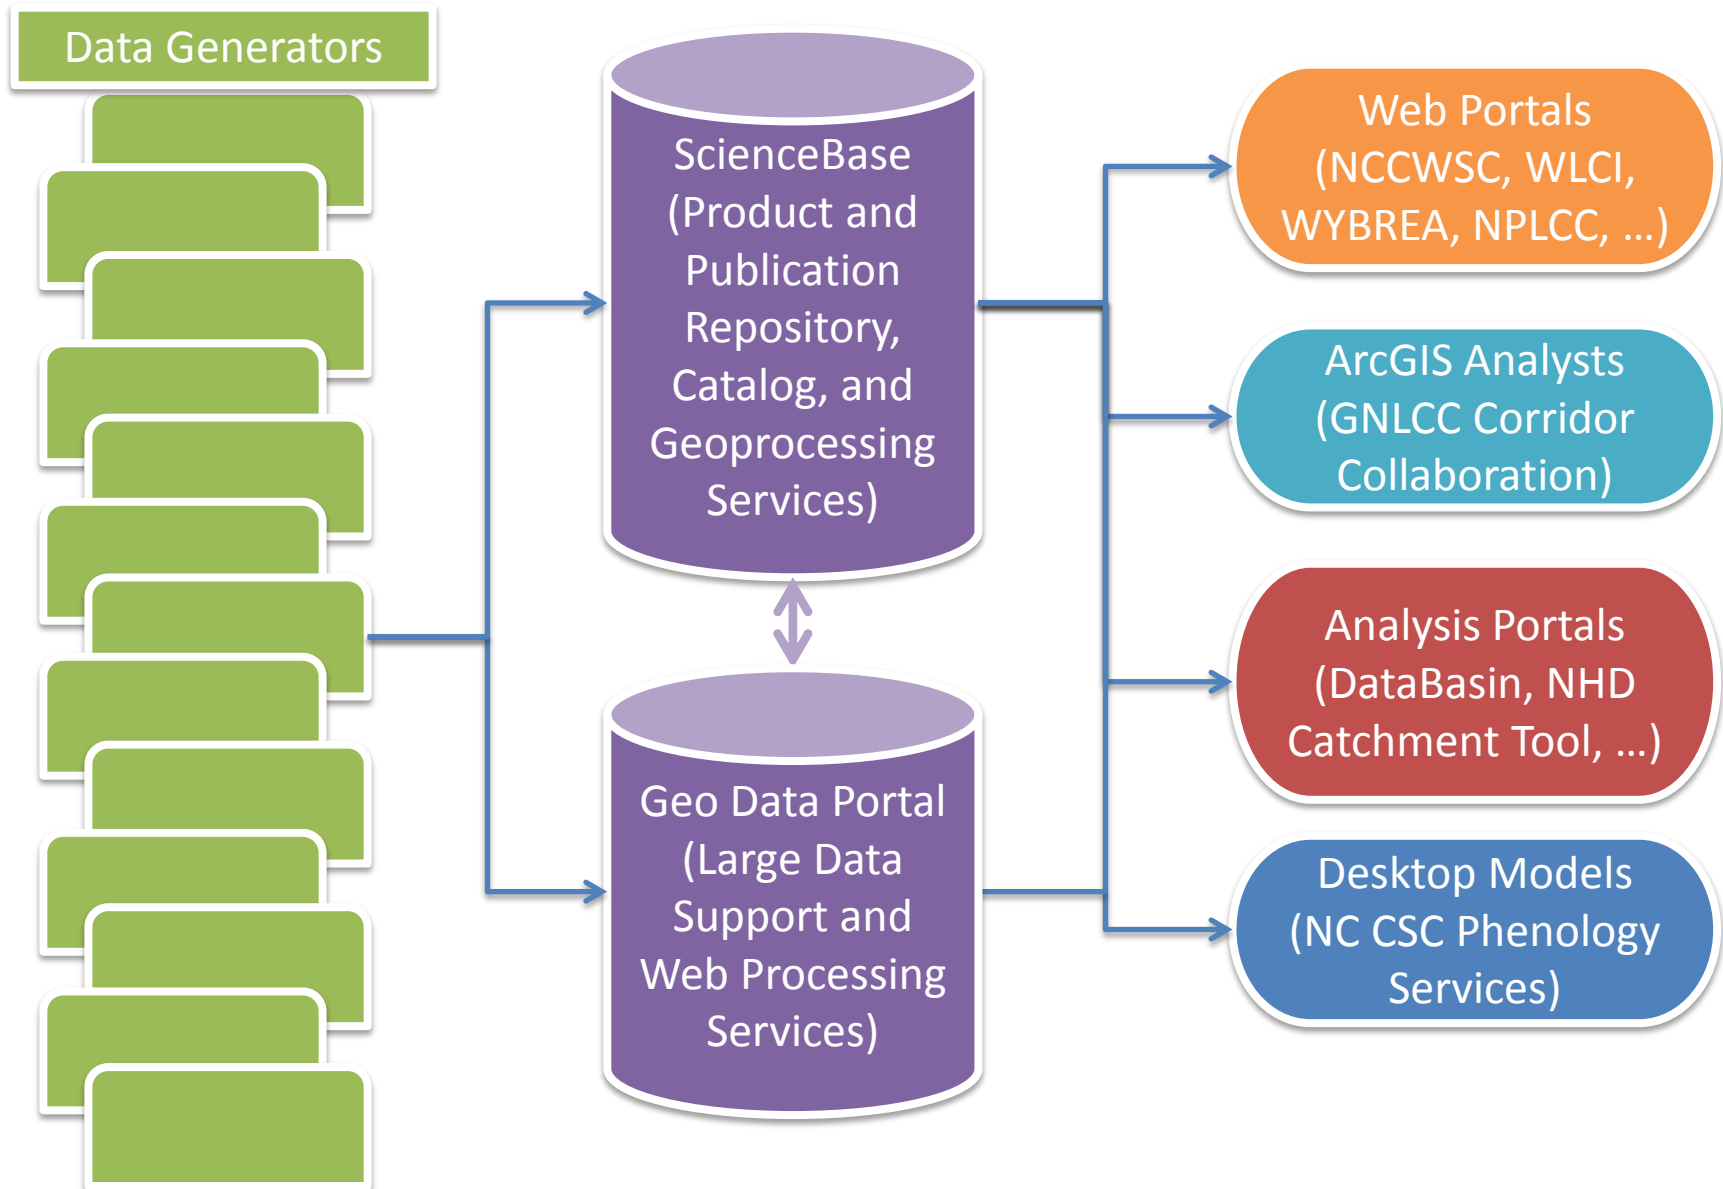 Data Generators
ScienceBase
(Product and
Publication
Repository,
Catalog, and
Geoprocessing
Services)
Geo Data Portal
(Large Data
Support and
Web Processing
Services)
Web Portals
(NCCWSC, WLCI,
WYBREA, NPLCC, ...)
ArcGIS Analysts
(GNLCC Corridor
Collaboration)
Analysis Portals
(DataBasin, NHD
Catchment Tool, ...)
Desktop Models
(NC CSC Phenology
Services)